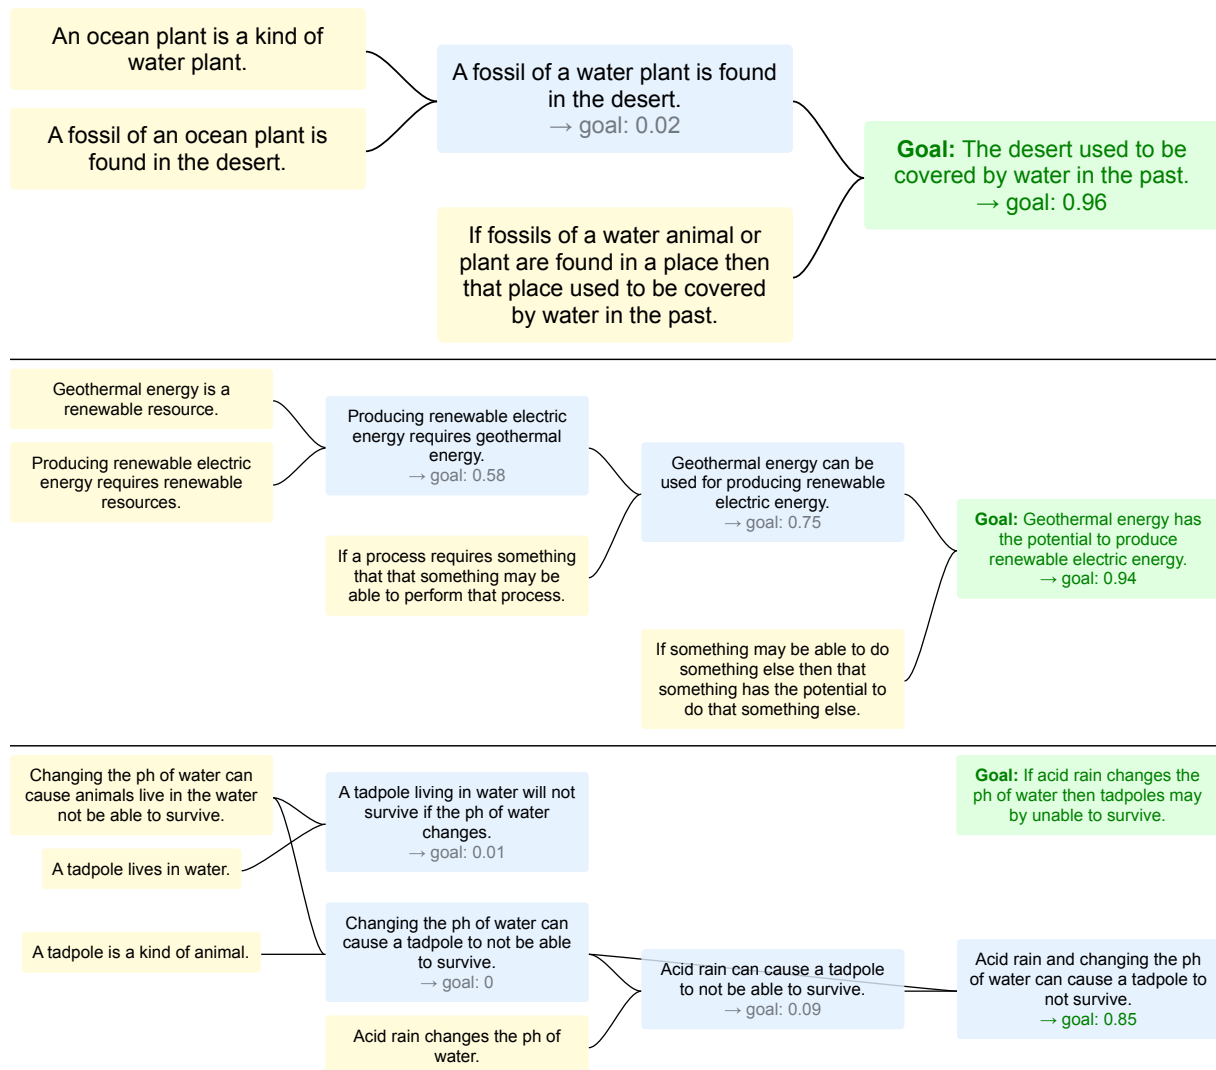 An ocean plant is a kind of
water plant.
A fossil of an ocean plant is
found in the desert.
A fossil of a water plant is found
in the desert.
→ goal: 0.02
If fossils of a water animal or
plant are found in a place then
that place used to be covered
by water in the past.
Goal: The desert used to be
covered by water in the past.
→ goal: 0.96
Geothermal energy is a
renewable resource.
Producing renewable electric
energy requires renewable
resources.
Producing renewable electric
energy requires geothermal
energy.
→ goal: 0.58
If a process requires something
that that something may be
able to perform that process.
Geothermal energy can be
used for producing renewable
electric energy.
→ goal: 0.75
If something may be able to do
something else then that
something has the potential to
do that something else.
Goal: Geothermal energy has
the potential to produce
renewable electric energy.
→ goal: 0.94
Changing the ph of water can
cause animals live in the water
not be able to survive.
A tadpole lives in water.
A tadpole is a kind of animal.
A tadpole living in water will not
survive if the ph of water
changes.
→ goal: 0.01
Changing the ph of water can
cause a tadpole to not be able
to survive.
→ goal: 0
Acid rain changes the ph of
water.
Acid rain can cause a tadpole
to not be able to survive.
→ goal: 0.09
Goal: If acid rain changes the
ph of water then tadpoles may
by unable to survive.
Acid rain and changing the ph
of water can cause a tadpole to
not survive.
→ goal: 0.85